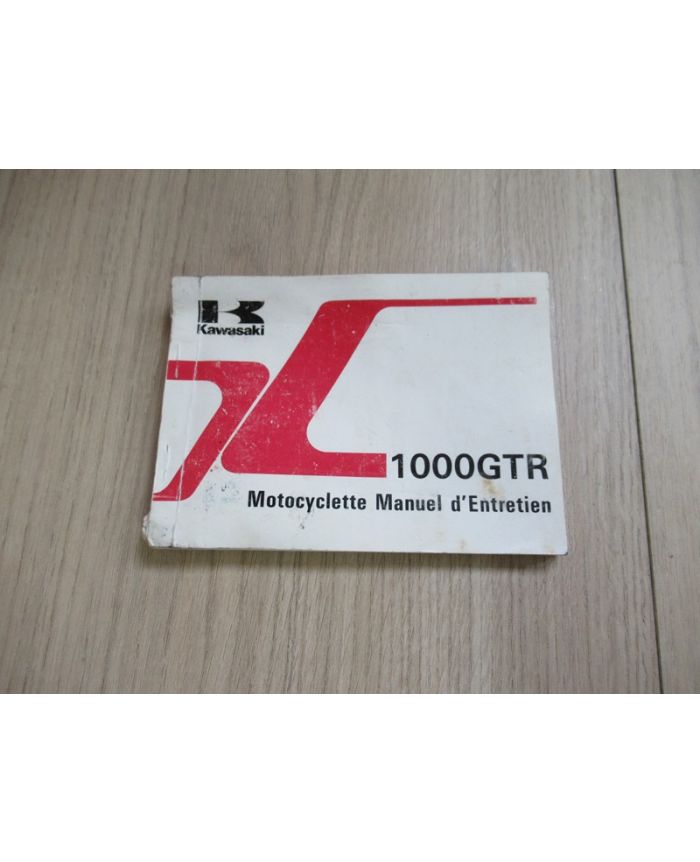 Kawasaki
1000GTR
Motocyclette Manuel d'Entretien